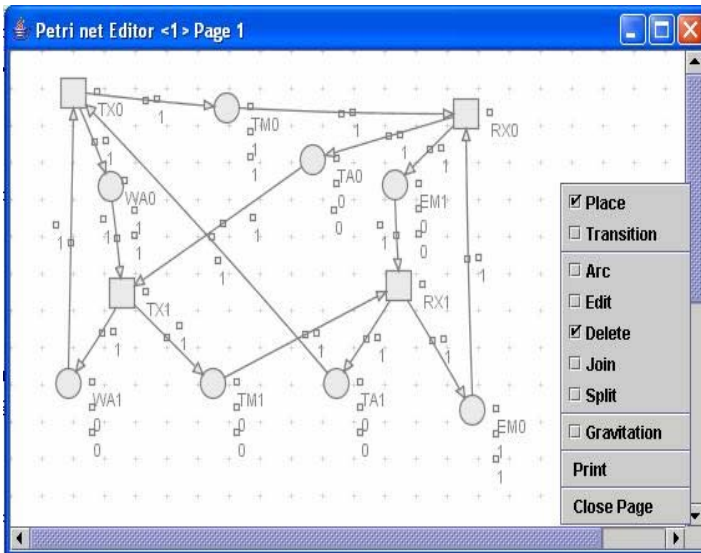 Petri net Editor <1> Page 1
TX0
1
TM0
1
1
1
RX0
1
TA0
0
0
1
EM1
0
0
1
WA0
1
1
1
1
1
1
1
1
TX1
RX1
1
1
1
1
1
WA1
0
0
TM1
0
0
TA1
0
0
EM0
1
1
Place
Transition
Arc
Edit
Delete
Join
Split
Gravitation
Print
Close Page